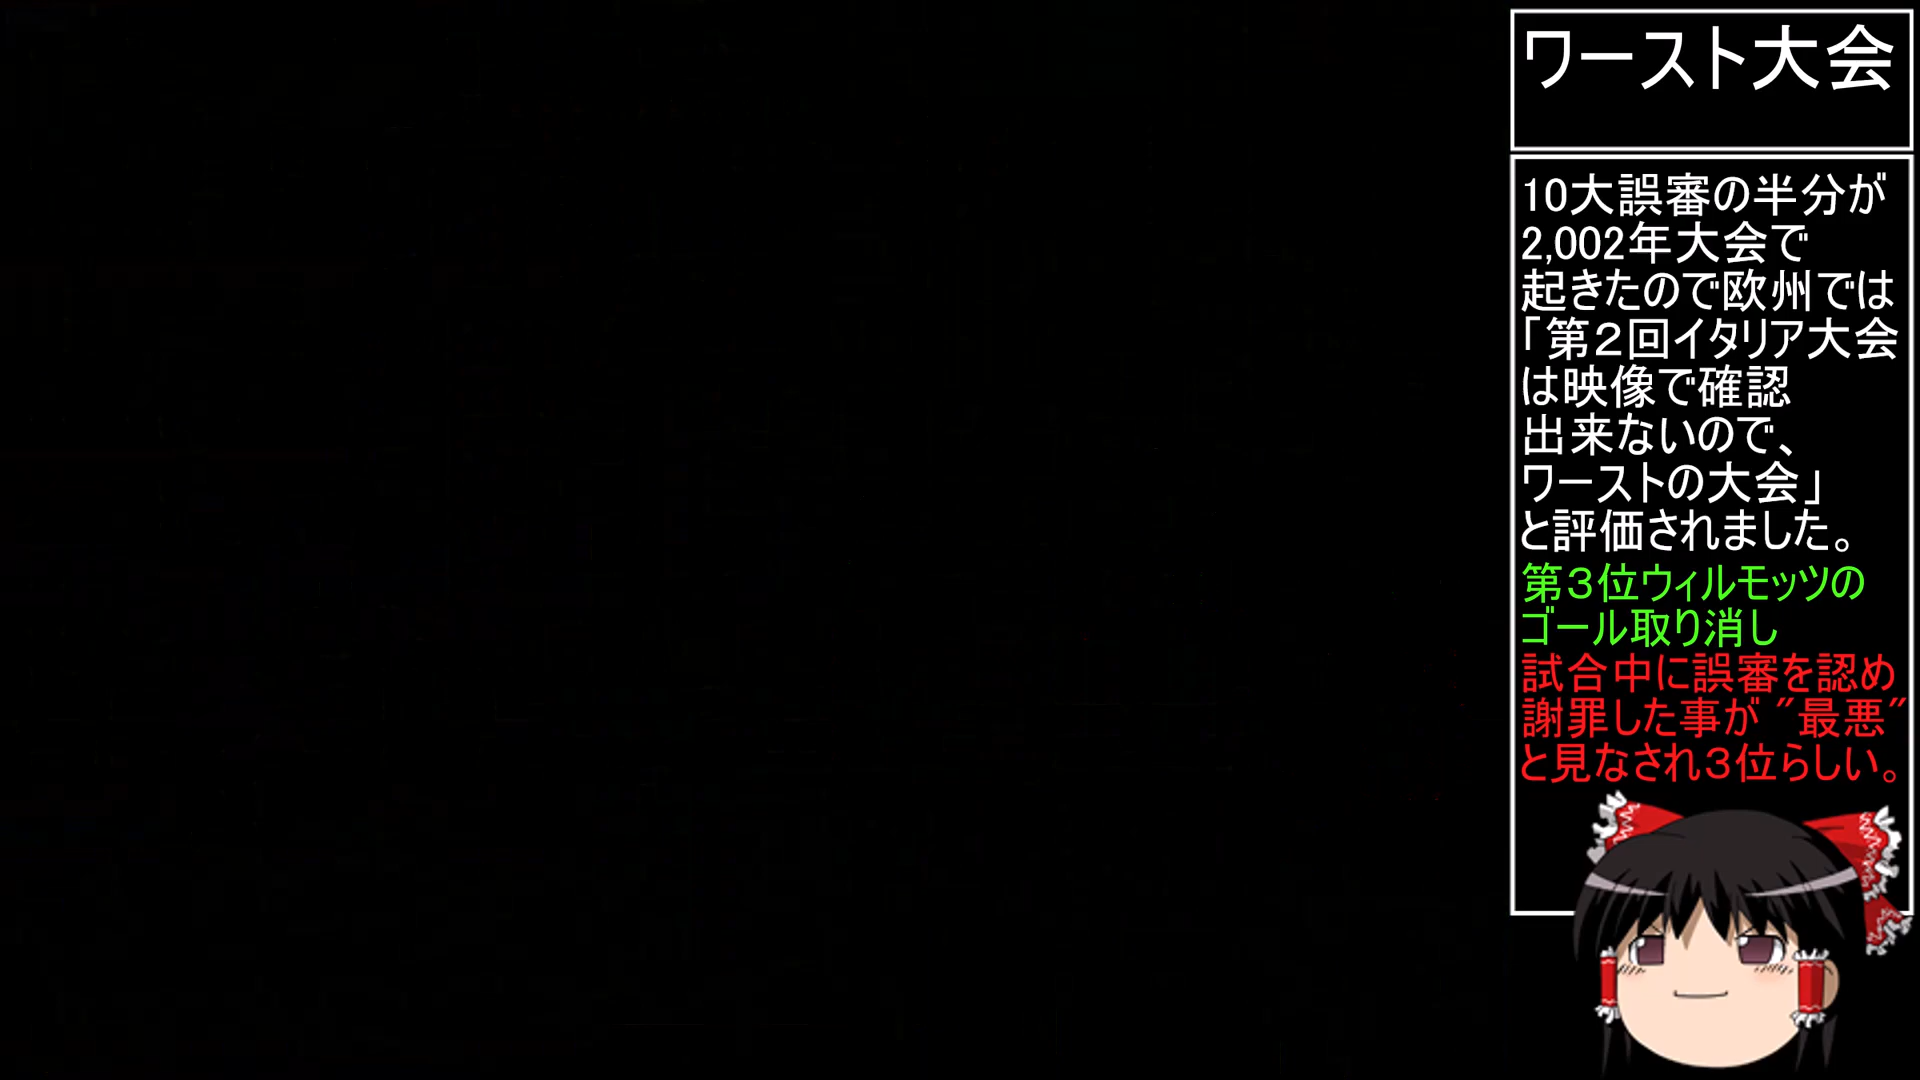 ワースト大会
10大誤審の半分が
2,002年大会で
起きたので欧州では
「第２回イタリア大会
は映像で確認
出来ないので、
ワーストの大会」
と評価されました。
第３位ウィルモッツの
ゴール取り消し
試合中に誤審を認め
謝罪した事が〝最悪〟
と見なされ３位らしい。